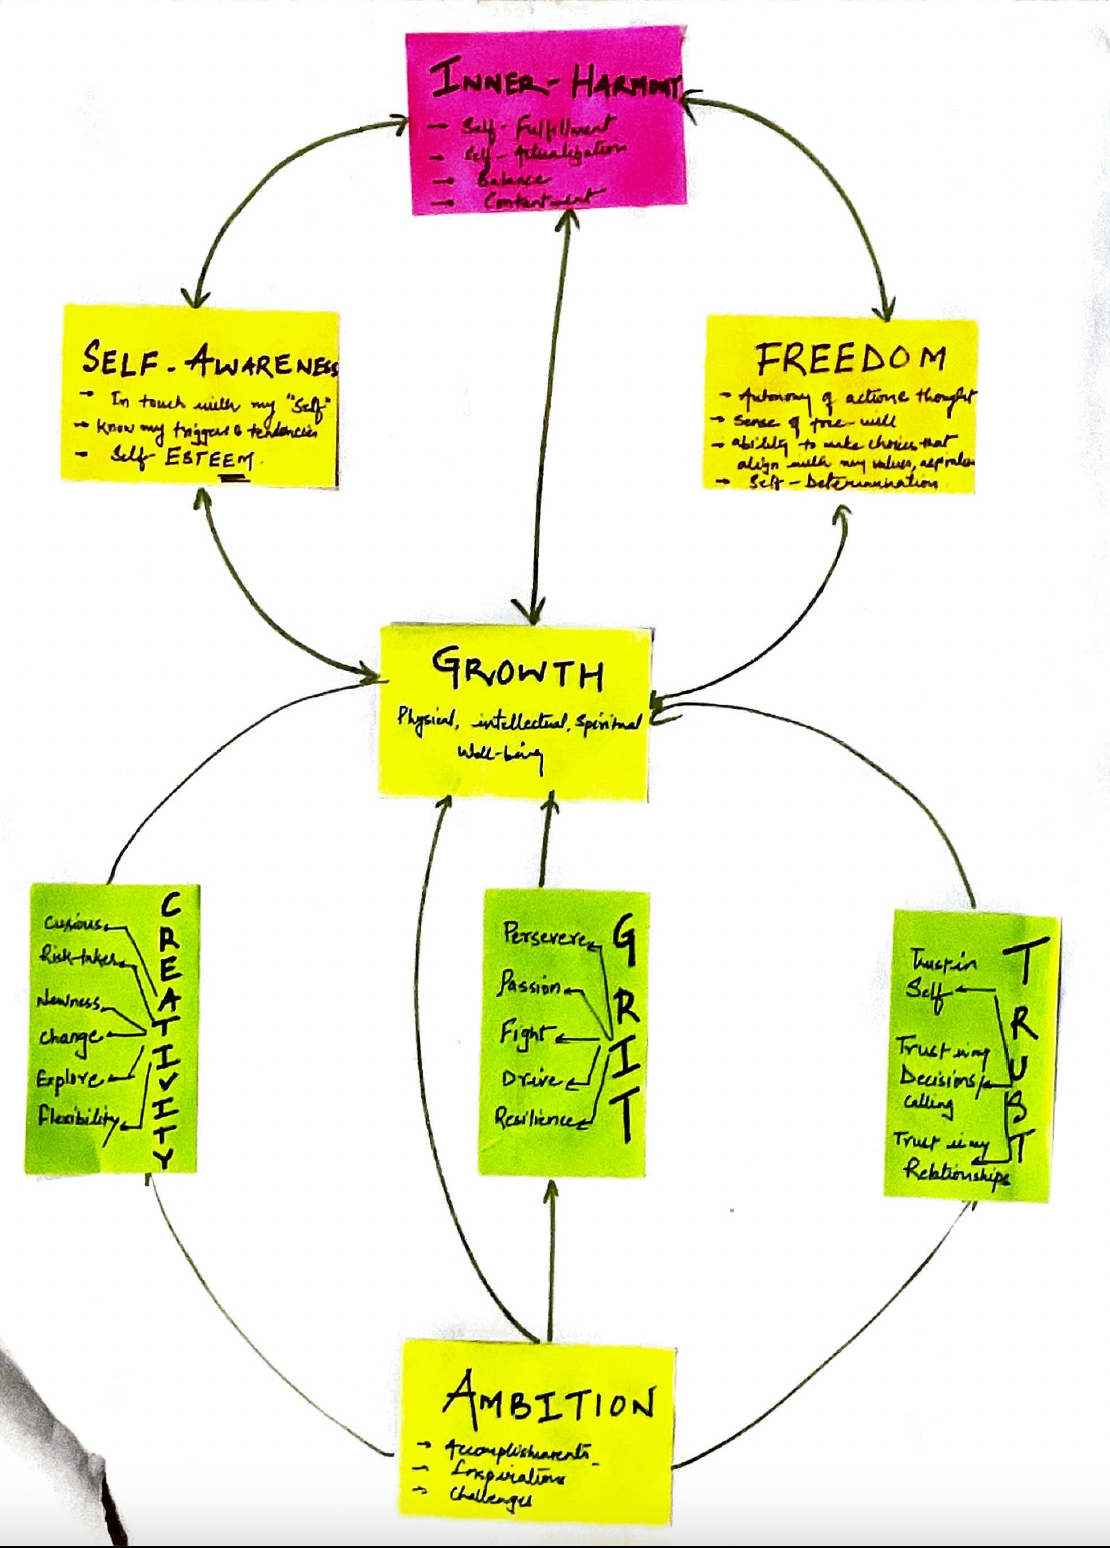 INNER-HARMONY
→ Self-Fulfillment
→ Self-Actualization
→ Balance
→ Contentment
SELF-AWARENESS
→ In touch with my "Self"
→ Know my triggers & tendencies
→ Self-ESTEEM
FREEDOM
→ Autonomy of action & thought
→ Sense of free-will
→ ability to make choices that
align with my values,
→ Self-Determination
GROWTH
Physical, intellectual, Spiritual
Well-being
CREATIVITY
Curious
Risk-taker
Newness
Change
Explore
Flexibility
GRIT
Persevere
Passion
Fight
Drive
Resilience
TRUST
Trust in
Self
Trust in my
Decisions/
calling
Trust in my
Relationships
AMBITION
→ Accomplishments
→ Inspirations
→ Challenges